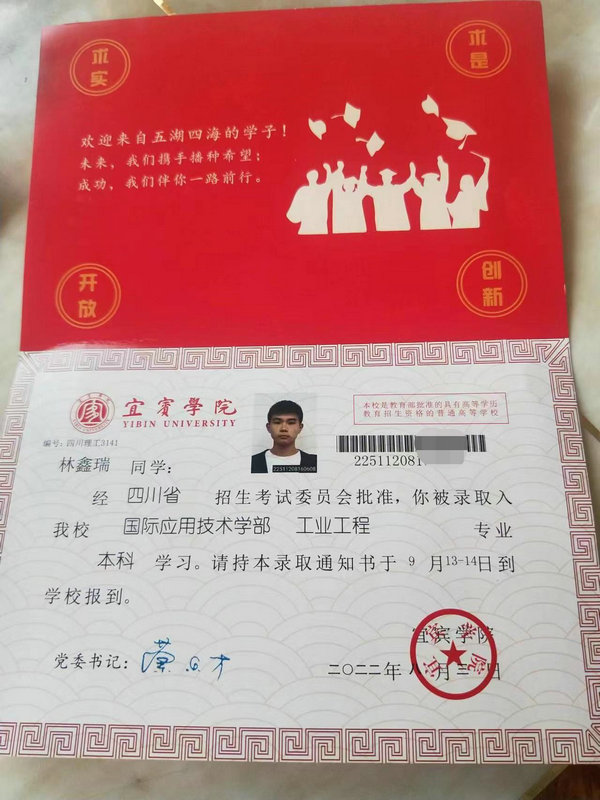 求实
求是
欢迎来自五湖四海的学子！
未来，我们携手播种希望；
成功，我们伴你一路前行。
开放
创新
宜宾學院
YIBIN UNIVERSITY
本校是教育部批准的具有高等学历
教育招生资格的普通高等学校
编号:四川理工3141
22511208160608
225112081
林鑫瑞 同学：
经 四川省 招生考试委员会批准，你被录取入
我校 国际应用技术学部 工业工程 专业
本科 学习。请持本录取通知书于 9 月13-14日到
学校报到。
宜宾学院
党委书记：
二〇二二年八月三 日